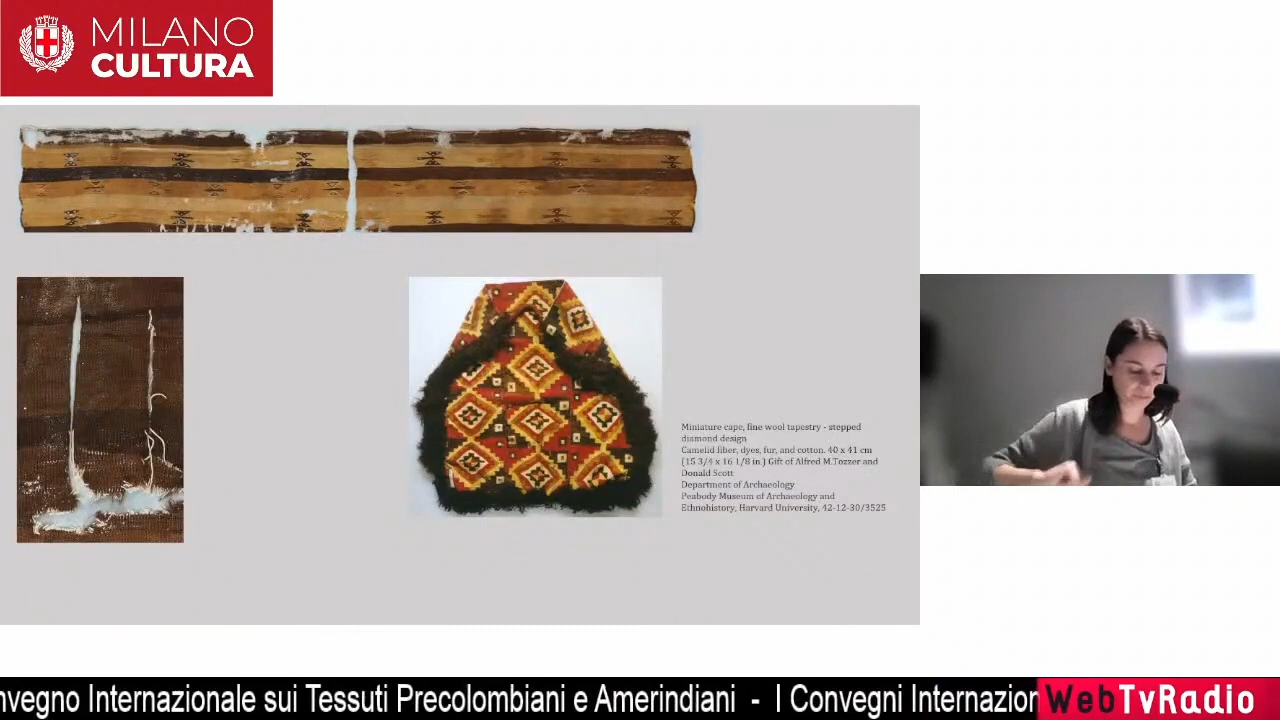 MILANO
CULTURA
Miniature cape, fine wool tapestry - stepped
diamond design
Camelid fiber, dyes, fur, and cotton. 40 x 41 cm
(15 3/4 x 16 1/8 in.) Gift of Alfred M.Tozzer and
Donald Scott
Department of Archaeology
Peabody Museum of Archaeology and
Ethnohistory, Harvard University, 42-12-30/3525
nvegno Internazionale sui Tessuti Precolombiani e Amerindiani - I Convegni Internazion
WebTvRadio